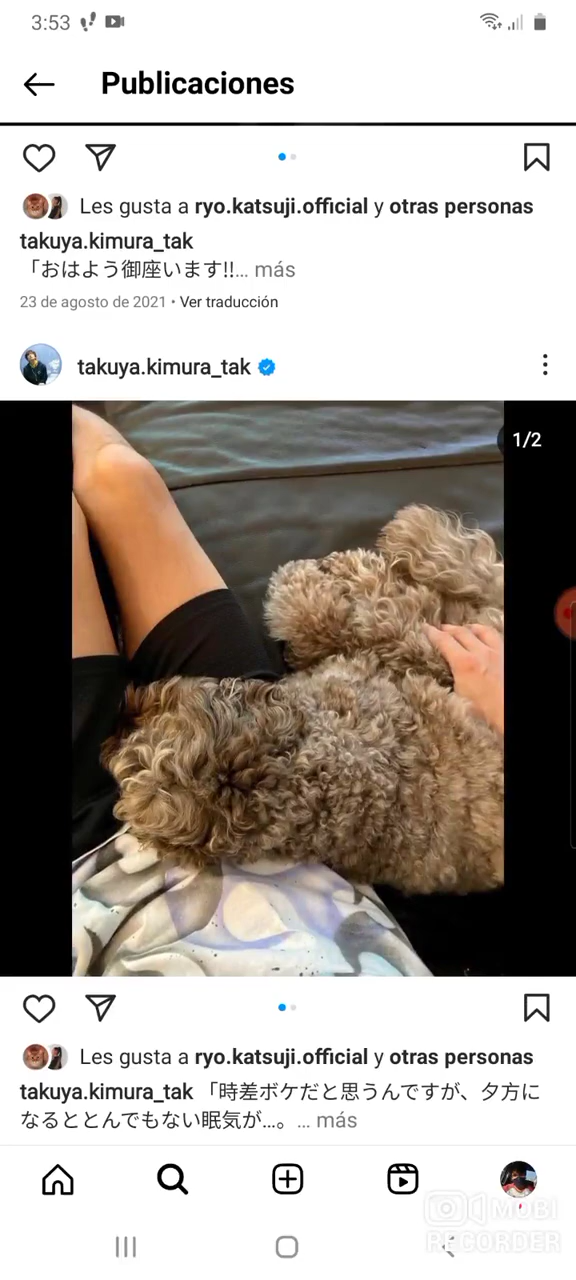 3:53
Publicaciones
Les gusta a ryo.katsuji.official y otras personas
takuya.kimura_tak
「おはよう御座います!!... más
23 de agosto de 2021 • Ver traducción
takuya.kimura_tak
1/2
Les gusta a ryo.katsuji.official y otras personas
takuya.kimura_tak 「時差ボケだと思うんですが、夕方に
なるととんでもない眠気が...。... más
MOBI
RECORDER